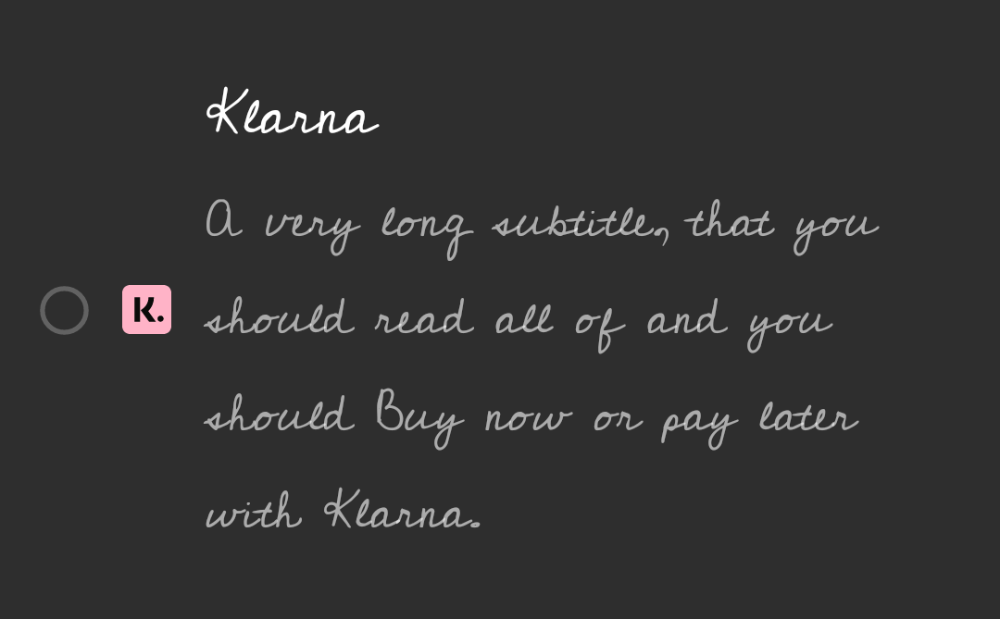 Klarna
A very long subtitle, that you
K.
should read all of and you
should Buy now or pay later
with Klarna.